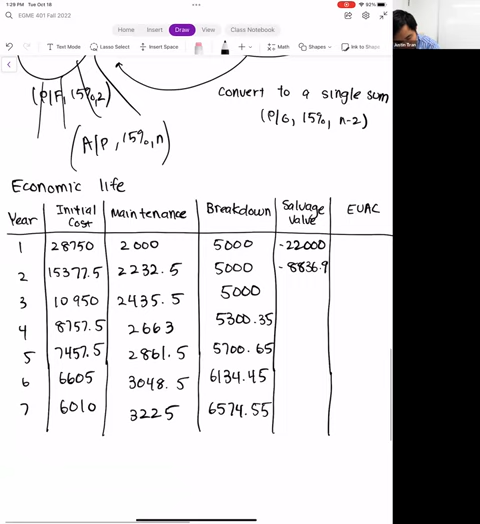 1:29 PM Tue Oct 18
92%
EGME 401 Fall 2022
Home Insert Draw View Class Notebook
Text Mode Lasso Select Insert Space Math Shapes Ink to Shape
Justin Tran
(P|F, 15%, 2)
convert to a single sum
(P/G, 15%, n-2)
(A|P, 15%, n)
Economic life
Year Initial Cost Maintenance Breakdown Salvage Value EUAC
1 28750 2000 5000 -22000
2 15377.5 2232.5 5000 -8836.9
3 10950 2435.5 5000
4 8757.5 2663 5300.35
5 7457.5 2861.5 5700.65
6 6605 3048.5 6134.45
7 6010 3225 6574.55